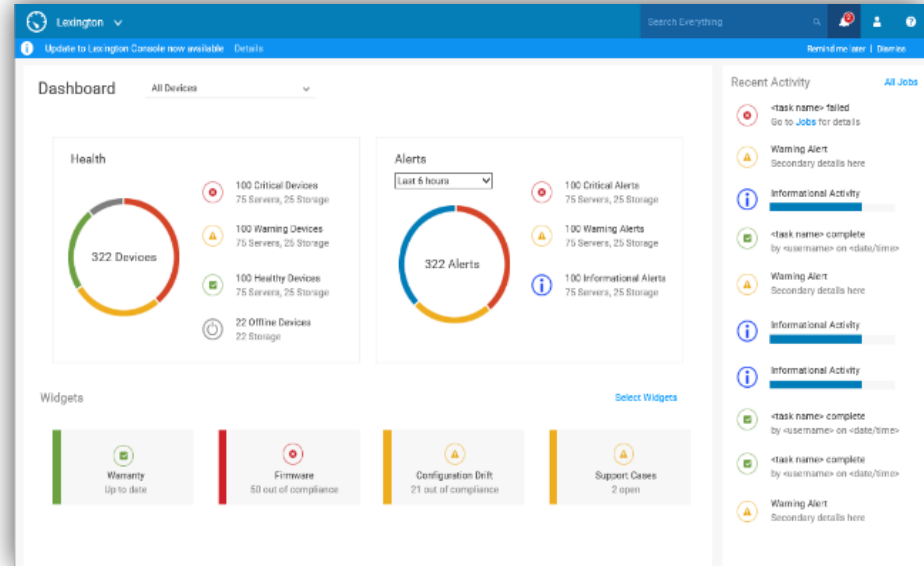 Lexington
Search Everything
Update to Lexington Console now available Details
Remind me later | Dismiss
Dashboard
All Devices
Health
322 Devices
100 Critical Devices
75 Servers, 25 Storage
100 Warning Devices
75 Servers, 25 Storage
100 Healthy Devices
75 Servers, 25 Storage
22 Offline Devices
22 Storage
Alerts
Last 6 hours
322 Alerts
100 Critical Alerts
75 Servers, 25 Storage
100 Warning Alerts
75 Servers, 25 Storage
100 Informational Alerts
75 Servers, 25 Storage
Widgets
Select Widgets
Warranty
Up to date
Firmware
50 out of compliance
Configuration Drift
21 out of compliance
Support Cases
2 open
Recent Activity
All Jobs
<task name> failed
Go to Jobs for details
Warning Alert
Secondary details here
Informational Activity
<task name> complete
by <username> on <date/time>
Warning Alert
Secondary details here
Informational Activity
Informational Activity
<task name> complete
by <username> on <date/time>
<task name> complete
by <username> on <date/time>
Warning Alert
Secondary details here